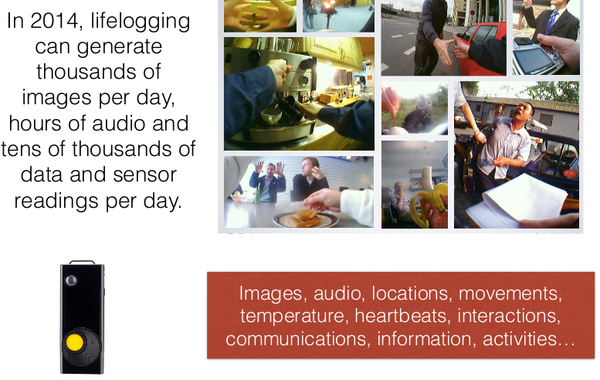 In 2014, lifelogging
can generate
thousands of
images per day,
hours of audio and
tens of thousands of
data and sensor
readings per day.
Images, audio, locations, movements,
temperature, heartbeats, interactions,
communications, information, activities…